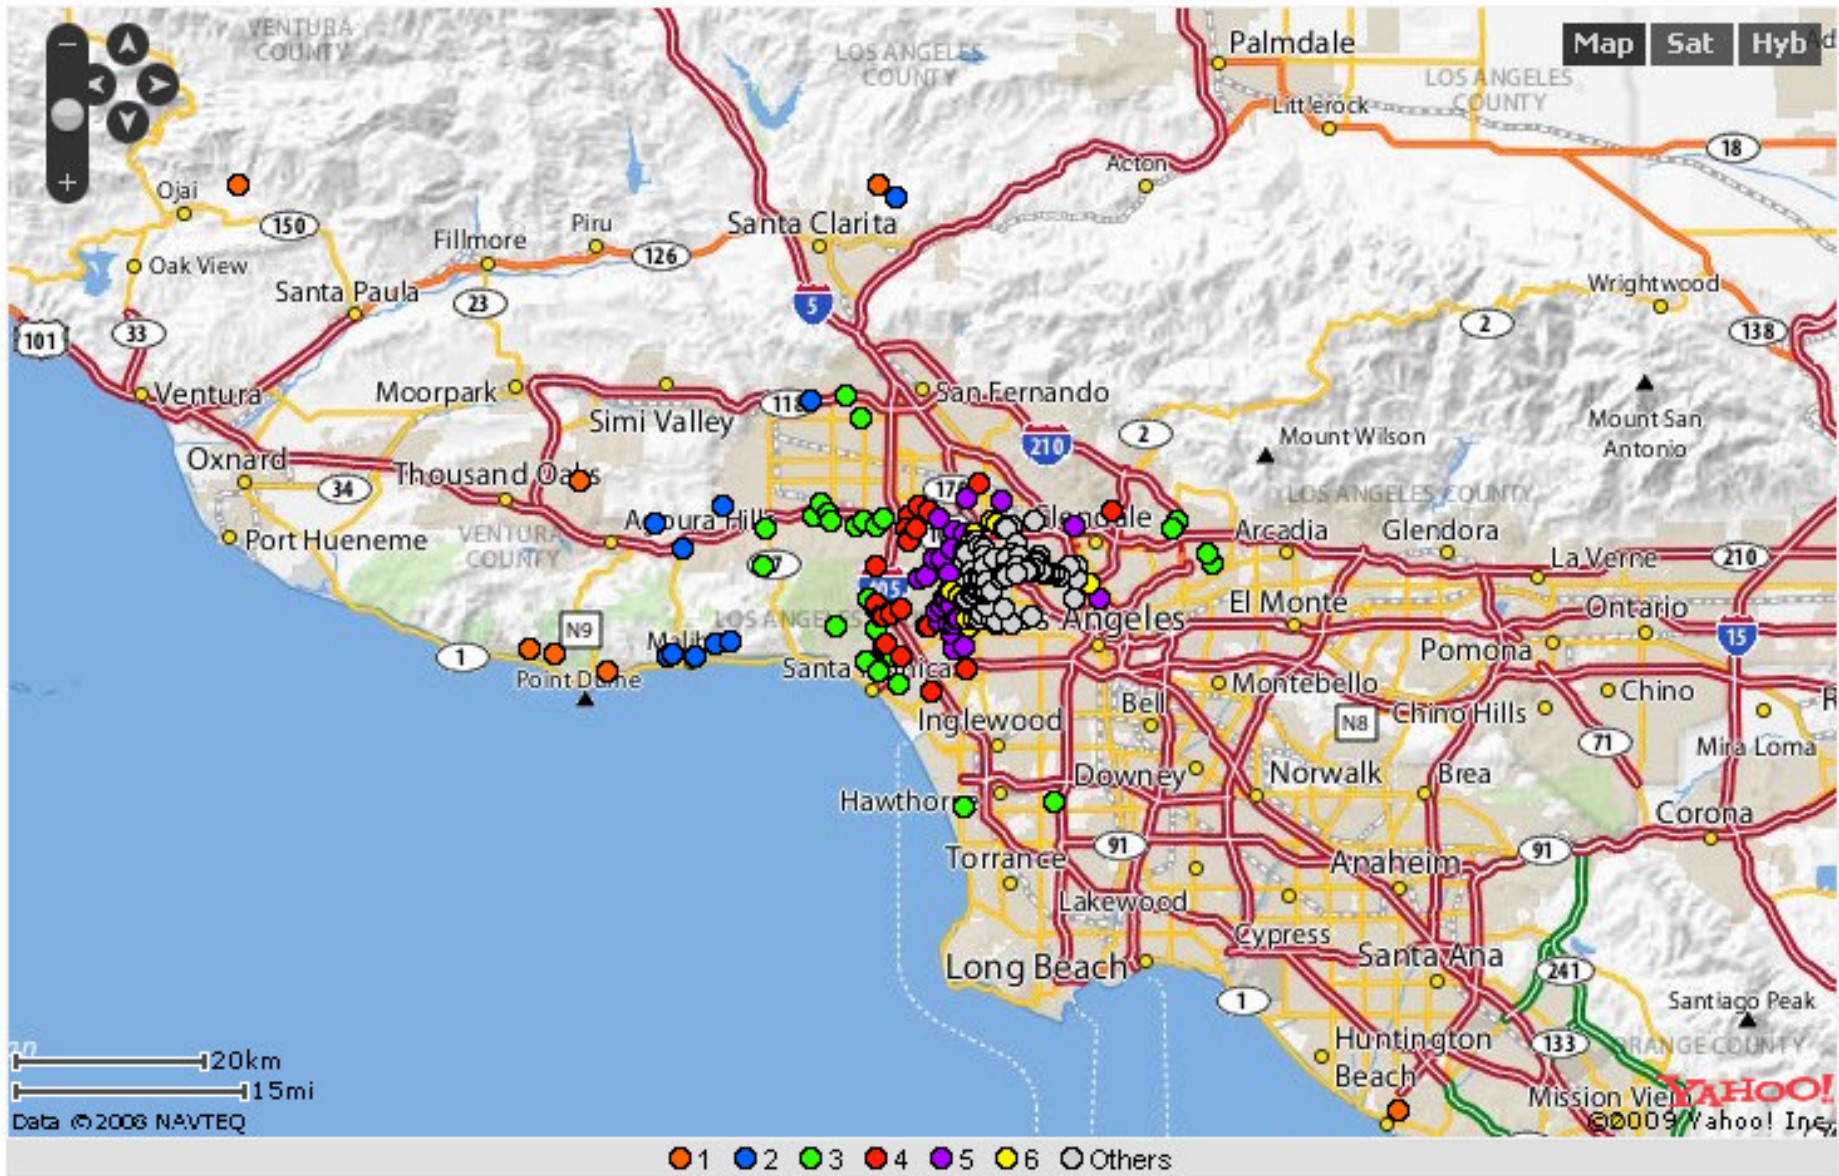 VENTURA
COUNTY
LOS ANGELES
COUNTY
Palmdale
Map Sat Hyb
LOS ANGELES
COUNTY
Littlerock
18
Acton
Ojai
150
Santa Clarita
Piru
Fillmore
126
Oak View
Santa Paula
23
5
Wrightwood
2
138
101
33
Ventura
Moorpark
San Fernando
118
Simi Valley
Mount San
Antonio
2
Mount Wilson
210
Oxnard
Thousand Oaks
34
170
LOS ANGELES COUNTY
Agoura Hills
Glendale
Arcadia
Glendora
Port Hueneme
VENTURA
COUNTY
La Verne
210
405
El Monte
Ontario
LOS ANGELES
Los Angeles
N9
Malibu
15
1
Pomona
Santa Monica
Point Dume
Montebello
Chino
Bell
Chino Hills
Inglewood
N8
71
Mira Loma
Downey
Norwalk
Brea
Hawthorne
Corona
91
Torrance
Anaheim
91
Lakewood
Cypress
Santa Ana
Long Beach
241
1
Santiago Peak
Huntington
Beach
133
ORANGE COUNTY
20km
15mi
Mission Viejo
YAHOO!
Data © 2008 NAVTEQ
©2009 Yahoo! Inc
1 2 3 4 5 6 Others